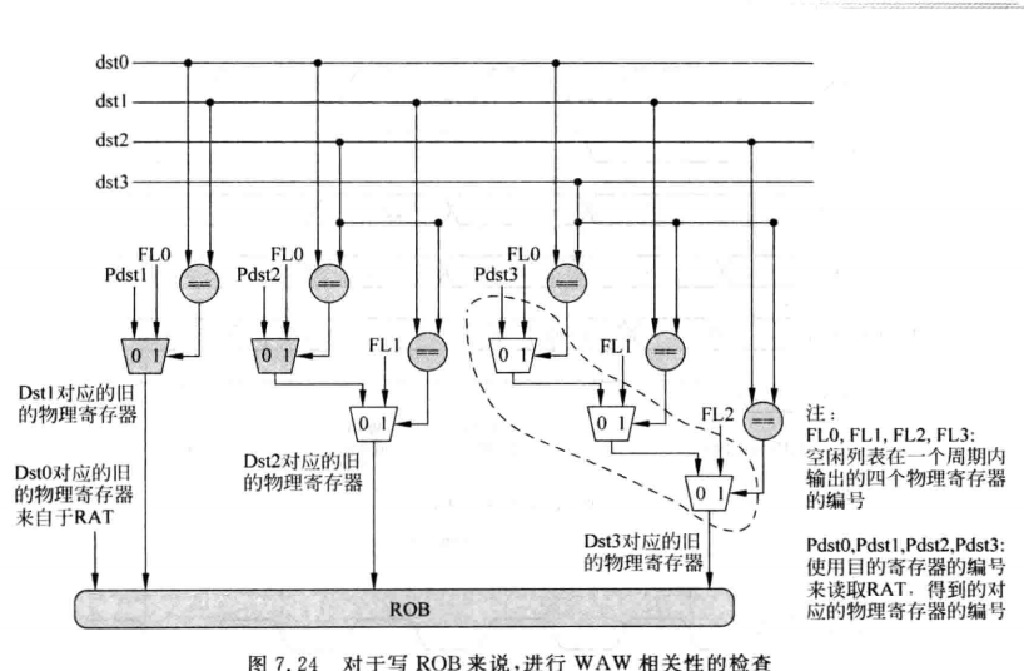 dst0
dst1
dst2
dst3
FL0
Pdst1
==
0 1
FL0
Pdst2
==
0 1
FL1
==
0 1
FL0
Pdst3
==
0 1
FL1
==
0 1
FL2
==
0 1
Dst1对应的旧
的物理寄存器
Dst0对应的旧
的物理寄存器
来自于RAT
Dst2对应的旧
的物理寄存器
Dst3对应的旧
的物理寄存器
ROB
注：
FL0, FL1, FL2, FL3:
空闲列表在一个周期内
输出的四个物理寄存器
的编号
Pdst0,Pdst1,Pdst2,Pdst3:
使用目的寄存器的编号
来读取RAT，得到的对
应的物理寄存器的编号
图 7.24 对于写 ROB 来说,进行 WAW 相关性的检查